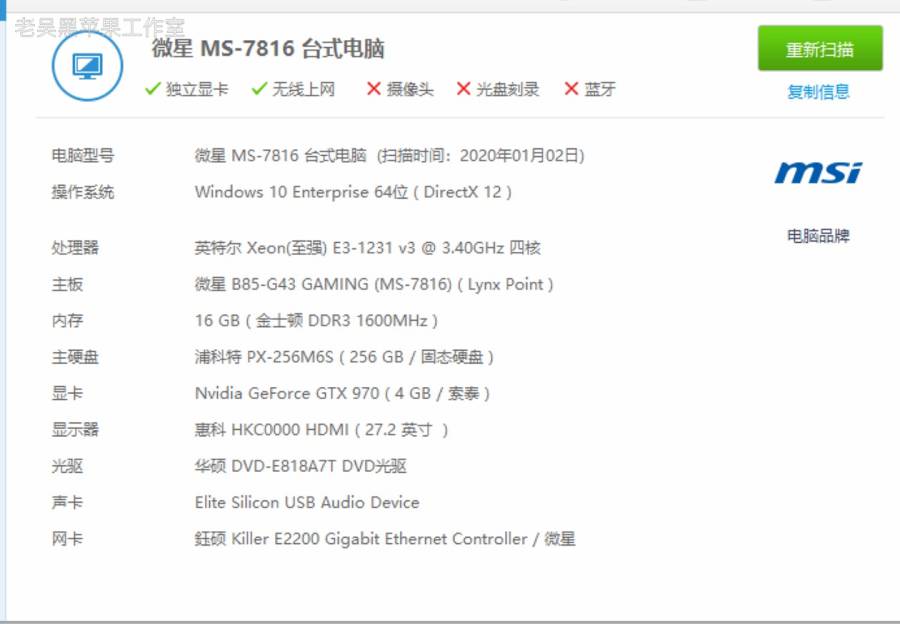 老吴黑苹果工作室
微星 MS-7816 台式电脑
重新扫描
独立显卡 无线上网 摄像头 光盘刻录 蓝牙
复制信息
电脑型号 微星 MS-7816 台式电脑 (扫描时间：2020年01月02日)
msi
操作系统 Windows 10 Enterprise 64位 ( DirectX 12 )
电脑品牌
处理器 英特尔 Xeon(至强) E3-1231 v3 @ 3.40GHz 四核
主板 微星 B85-G43 GAMING (MS-7816) ( Lynx Point )
内存 16 GB ( 金士顿 DDR3 1600MHz )
主硬盘 浦科特 PX-256M6S ( 256 GB / 固态硬盘 )
显卡 Nvidia GeForce GTX 970 ( 4 GB / 索泰 )
显示器 惠科 HKC0000 HDMI ( 27.2 英寸 )
光驱 华硕 DVD-E818A7T DVD光驱
声卡 Elite Silicon USB Audio Device
网卡 鈺硕 Killer E2200 Gigabit Ethernet Controller / 微星